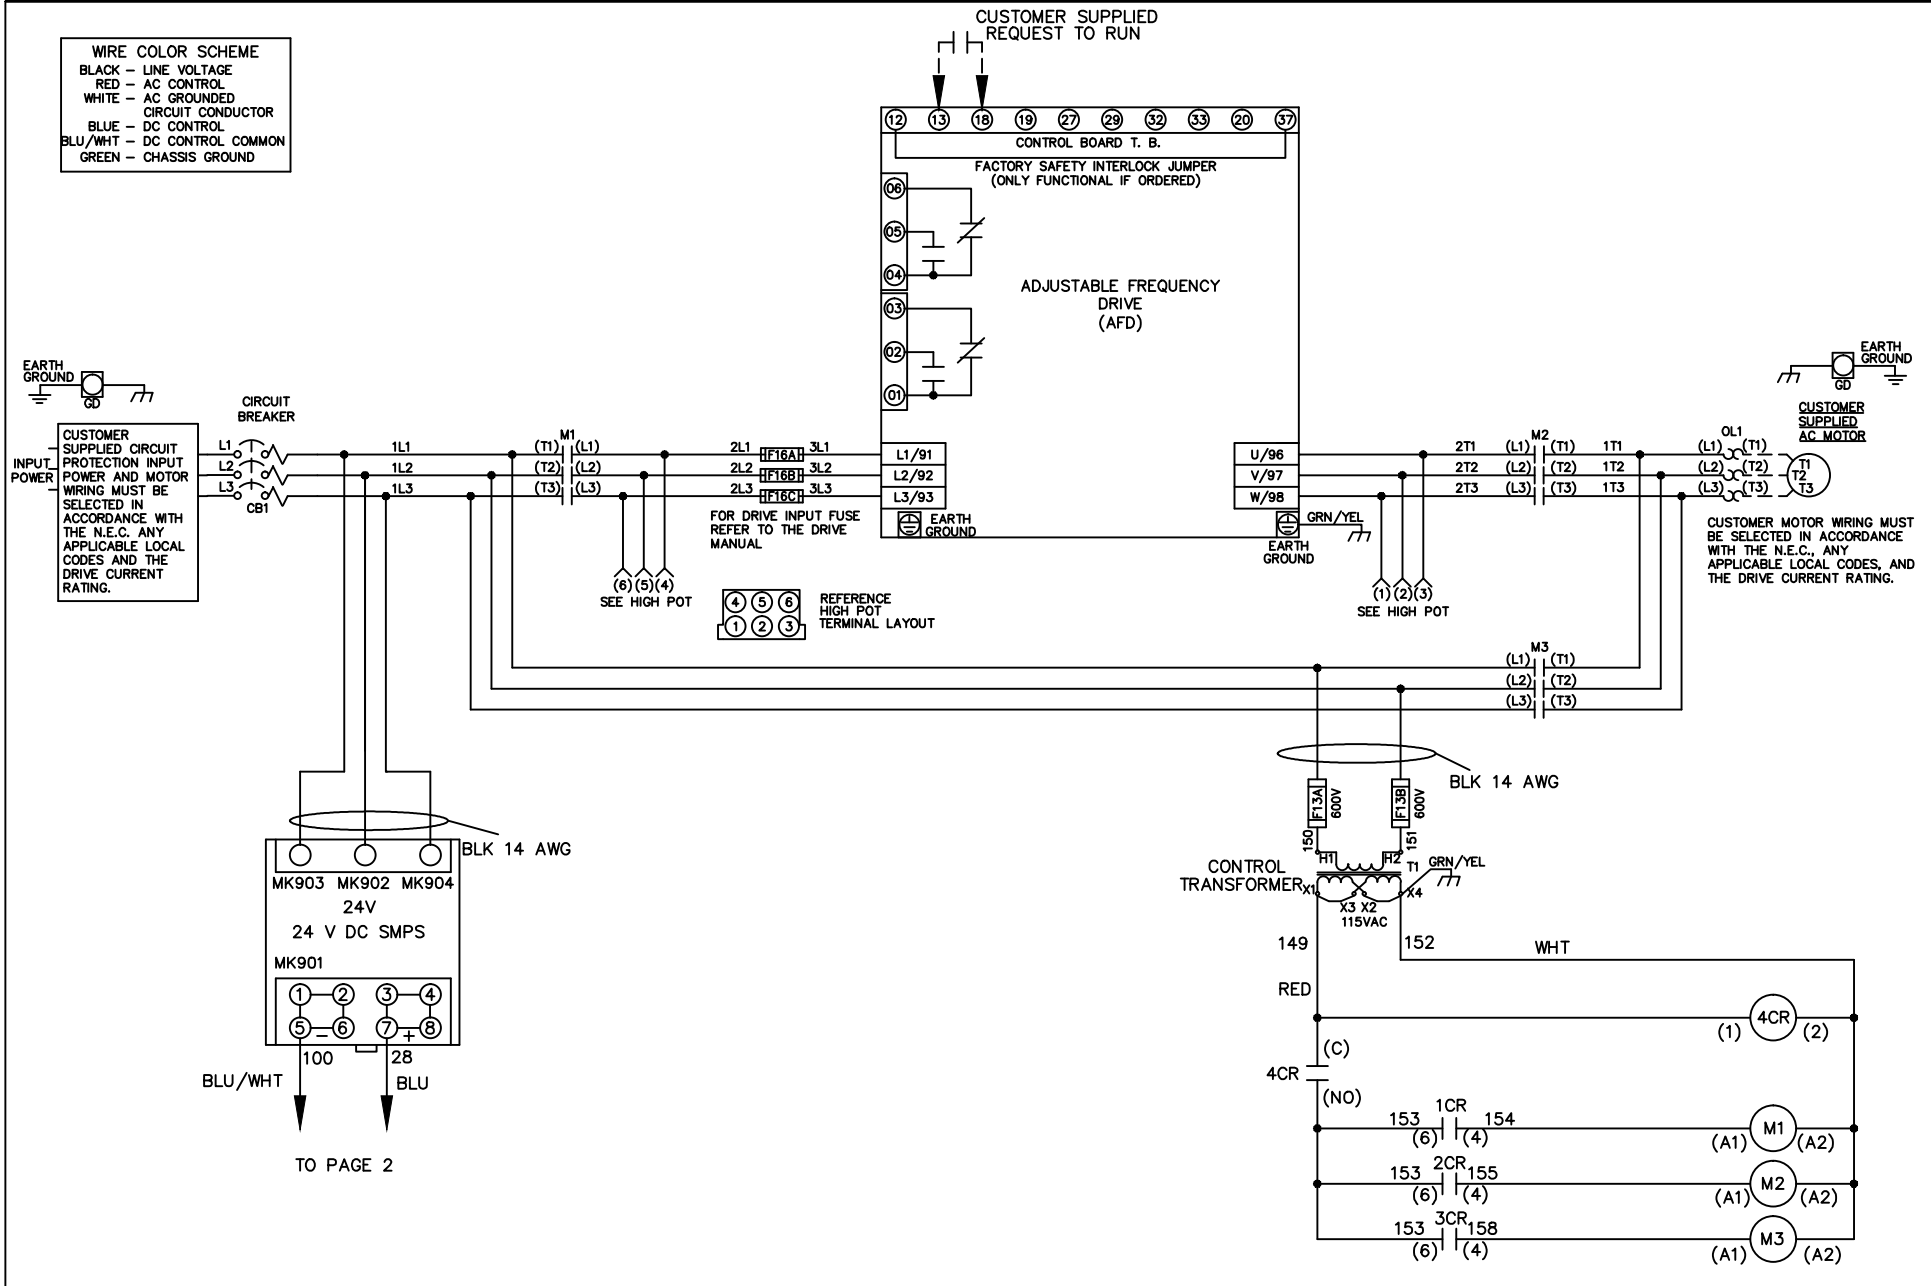 CUSTOMER SUPPLIED
REQUEST TO RUN
WIRE COLOR SCHEME
BLACK – LINE VOLTAGE
RED – AC CONTROL
WHITE – AC GROUNDED
CIRCUIT CONDUCTOR
BLUE – DC CONTROL
BLU/WHT – DC CONTROL COMMON
GREEN – CHASSIS GROUND
12 13 18 19 27 29 32 33 20 37
CONTROL BOARD T. B.
FACTORY SAFETY INTERLOCK JUMPER
(ONLY FUNCTIONAL IF ORDERED)
06
05
04
03
02
01
ADJUSTABLE FREQUENCY
DRIVE
(AFD)
EARTH
GROUND
GD
CIRCUIT
BREAKER
INPUT
POWER
CUSTOMER
SUPPLIED CIRCUIT
PROTECTION INPUT
POWER AND MOTOR
WIRING MUST BE
SELECTED IN
ACCORDANCE WITH
THE N.E.C. ANY
APPLICABLE LOCAL
CODES AND THE
DRIVE CURRENT
RATING.
L1
L2
L3
CB1
1L1
1L2
1L3
M1
(T1) (L1)
(T2) (L2)
(T3) (L3)
2L1 F16A 3L1
2L2 F16B 3L2
2L3 F16C 3L3
FOR DRIVE INPUT FUSE
REFER TO THE DRIVE
MANUAL
L1/91
L2/92
L3/93
EARTH
GROUND
(6) (5) (4)
SEE HIGH POT
4 5 6
1 2 3
REFERENCE
HIGH POT
TERMINAL LAYOUT
U/96
V/97
W/98
GRN/YEL
EARTH
GROUND
(1) (2) (3)
SEE HIGH POT
2T1
2T2
2T3
M2
(L1) (T1)
(L2) (T2)
(L3) (T3)
1T1
1T2
1T3
OL1
(L1) (T1)
(L2) (T2)
(L3) (T3)
T1
T2
T3
EARTH
GROUND
GD
CUSTOMER
SUPPLIED
AC MOTOR
CUSTOMER MOTOR WIRING MUST
BE SELECTED IN ACCORDANCE
WITH THE N.E.C., ANY
APPLICABLE LOCAL CODES, AND
THE DRIVE CURRENT RATING.
M3
(L1) (T1)
(L2) (T2)
(L3) (T3)
BLK 14 AWG
F13A
600V
F13B
600V
150
151
H1 H2
T1
GRN/YEL
CONTROL
TRANSFORMER
X1
X3 X2
X4
115VAC
149
152
WHT
RED
(1) 4CR (2)
(C)
4CR
(NO)
153 1CR 154
(6) (4)
(A1) M1 (A2)
153 2CR 155
(6) (4)
(A1) M2 (A2)
153 3CR 158
(6) (4)
(A1) M3 (A2)
BLK 14 AWG
MK903 MK902 MK904
24V
24 V DC SMPS
MK901
1 2 3 4
5 – 6 7 + 8
100
28
BLU/WHT
BLU
TO PAGE 2